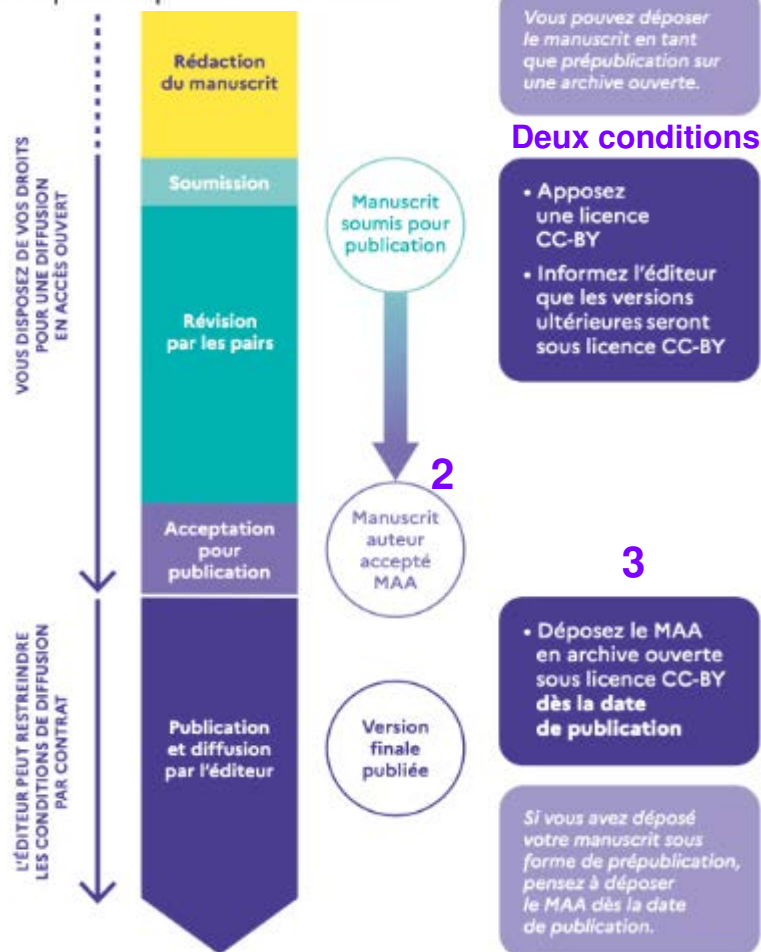 Vous pouvez déposer
le manuscrit en tant
que prépublication sur
une archive ouverte.
Rédaction
du manuscrit
Deux conditions
VOUS DISPOSEZ DE VOS DROITS
POUR UNE DIFFUSION
EN ACCÈS OUVERT
Soumission
Manuscrit
soumis pour
publication
• Apposez
une licence
CC-BY
• Informez l'éditeur
que les versions
ultérieures seront
sous licence CC-BY
Révision
par les pairs
2
Acceptation
pour
publication
Manuscrit
auteur
accepté
MAA
3
L'ÉDITEUR PEUT RESTREINDRE
LES CONDITIONS DE DIFFUSION
PAR CONTRAT
Publication
et diffusion
par l'éditeur
Version
finale
publiée
• Déposez le MAA
en archive ouverte
sous licence CC-BY
dès la date
de publication
Si vous avez déposé
votre manuscrit sous
forme de prépublication,
pensez à déposer
le MAA dès la date
de publication.